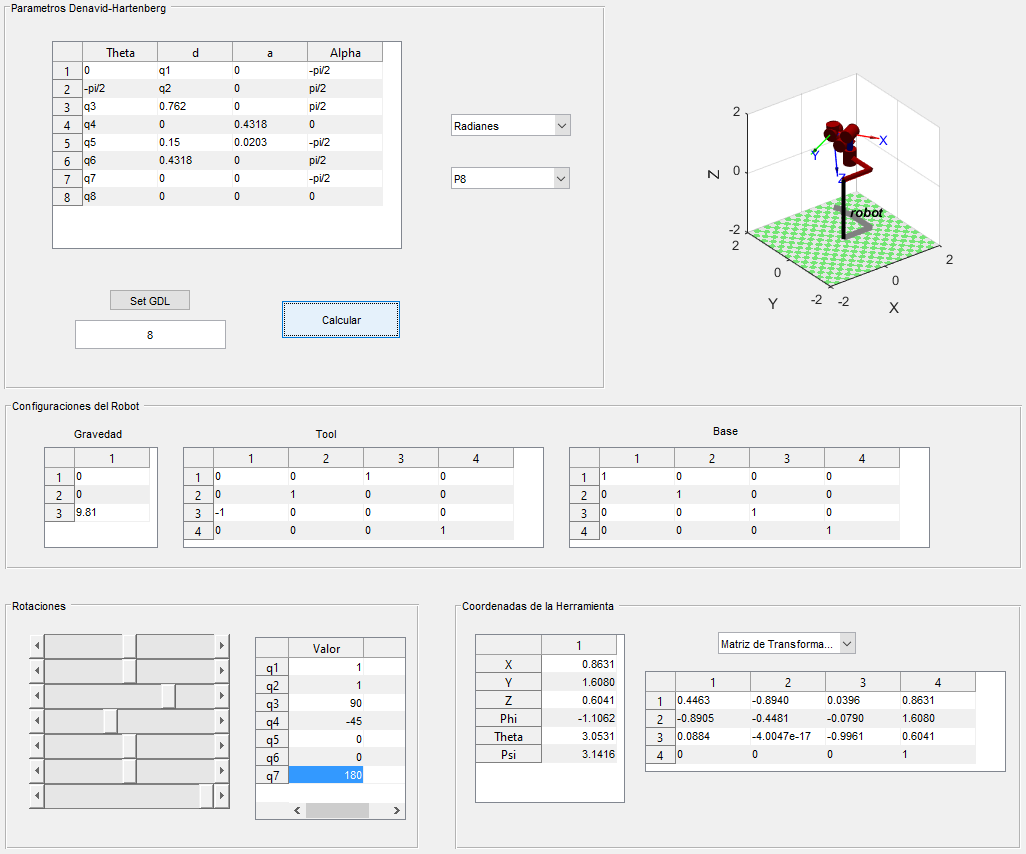 Parametros Denavid-Hartenberg
Theta d a Alpha
1 0 q1 0 -pi/2
2 -pi/2 q2 0 pi/2
3 q3 0.762 0 pi/2
4 q4 0 0.4318 0
5 q5 0.15 0.0203 -pi/2
6 q6 0.4318 0 pi/2
7 q7 0 0 -pi/2
8 q8 0 0 0
Radianes
P8
Set GDL
8
Calcular
2
0
-2
Z
2
0
-2
Y
-2
0
2
X
X
Y
Z
robot
Configuraciones del Robot
Gravedad
1
1 0
2 0
3 9.81
Tool
1 2 3 4
1 0 0 1 0
2 0 1 0 0
3 -1 0 0 0
4 0 0 0 1
Base
1 2 3 4
1 1 0 0 0
2 0 1 0 0
3 0 0 1 0
4 0 0 0 1
Rotaciones
Valor
q1 1
q2 1
q3 90
q4 -45
q5 0
q6 0
q7 180
Coordenadas de la Herramienta
1
X 0.8631
Y 1.6080
Z 0.6041
Phi -1.1062
Theta 3.0531
Psi 3.1416
Matriz de Transforma...
1 2 3 4
1 0.4463 -0.8940 0.0396 0.8631
2 -0.8905 -0.4481 -0.0790 1.6080
3 0.0884 -4.0047e-17 -0.9961 0.6041
4 0 0 0 1